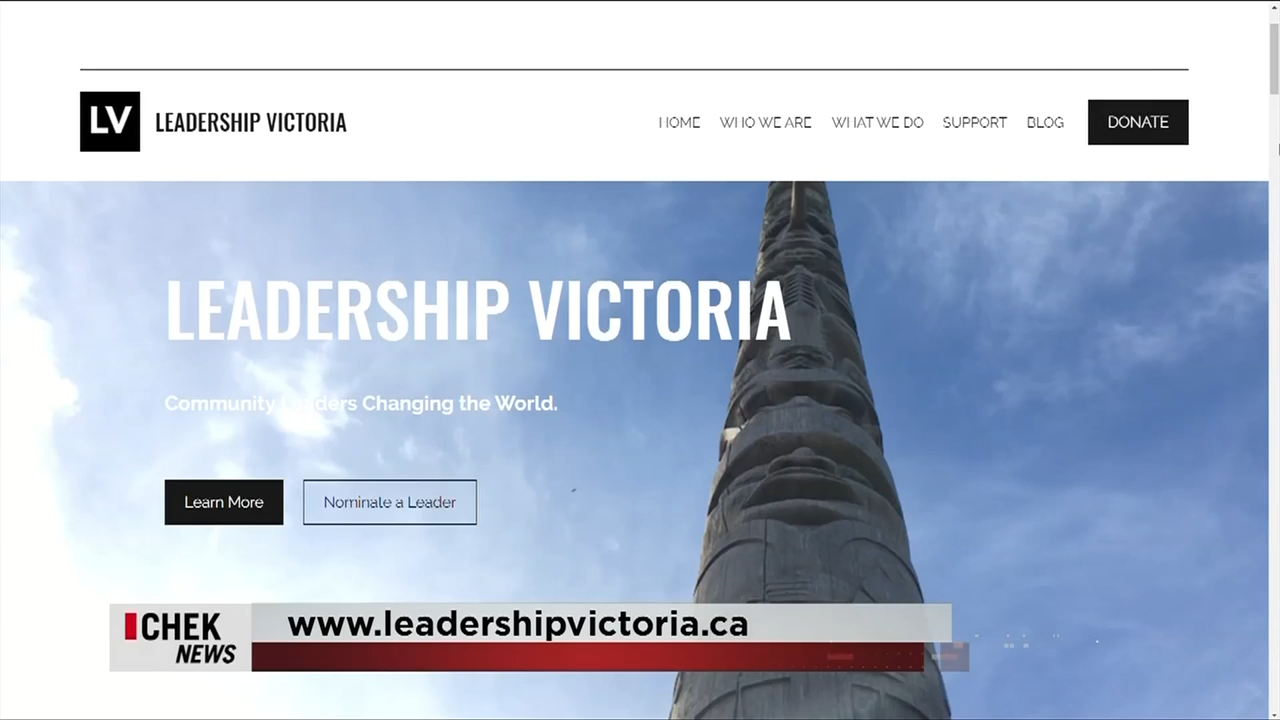 LV
LEADERSHIP VICTORIA
HOME WHO WE ARE WHAT WE DO SUPPORT BLOG DONATE
LEADERSHIP VICTORIA
Community Leaders Changing the World.
Learn More Nominate a Leader
CHEK
NEWS
www.leadershipvictoria.ca